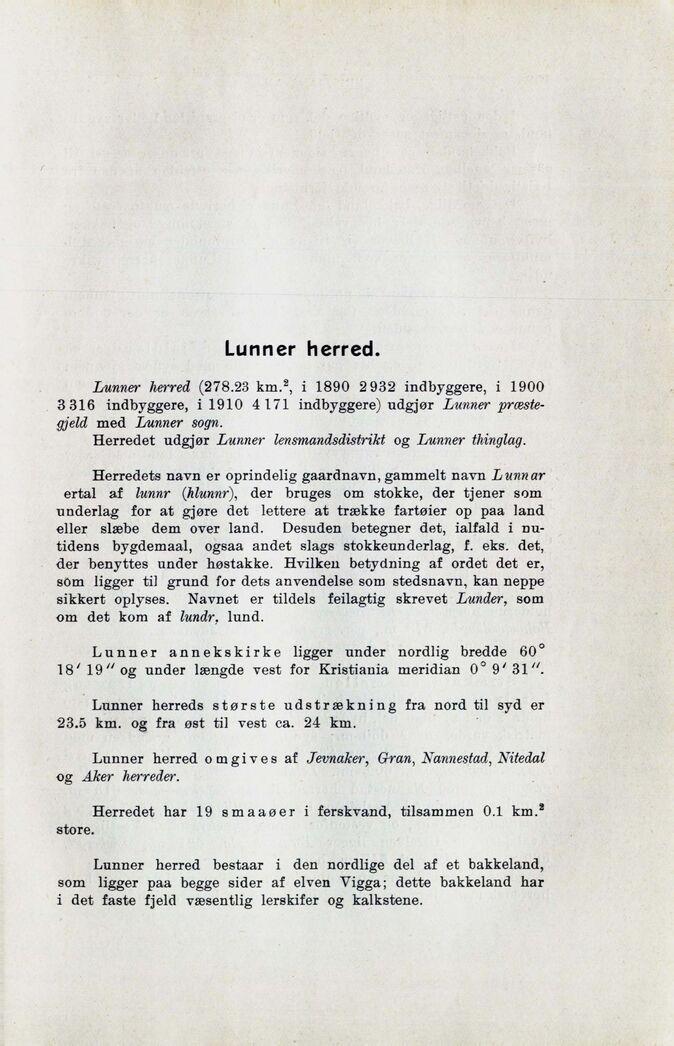 Lunner herred.
Lunner herred (278.23 km.², i 1890 2 932 indbyggere, i 1900
3 316 indbyggere, i 1910 4 171 indbyggere) udgjør Lunner præste-
gjeld med Lunner sogn.
Herredet udgjør Lunner lensmandsdistrikt og Lunner thinglag.
Herredets navn er oprindelig gaardnavn, gammelt navn Lunnar
ertal af lunnr (hlunnr), der bruges om stokke, der tjener som
underlag for at gjøre det lettere at trække fartøier op paa land
eller slæbe dem over land. Desuden betegner det, ialfald i nu-
tidens bygdemaal, ogsaa andet slags stokkeunderlag, f. eks. det,
der benyttes under høstakke. Hvilken betydning af ordet det er,
som ligger til grund for dets anvendelse som stedsnavn, kan neppe
sikkert oplyses. Navnet er tildels feilagtig skrevet Lunder, som
om det kom af lundr, lund.
Lunner annekskirke ligger under nordlig bredde 60°
18′ 19″ og under længde vest for Kristiania meridian 0° 9′ 31″.
Lunner herreds største udstrækning fra nord til syd er
23.5 km. og fra øst til vest ca. 24 km.
Lunner herred omgives af Jevnaker, Gran, Nannestad, Nitedal
og Aker herreder.
Herredet har 19 smaaøer i ferskvand, tilsammen 0.1 km.²
store.
Lunner herred bestaar i den nordlige del af et bakkeland,
som ligger paa begge sider af elven Vigga; dette bakkeland har
i det faste fjeld væsentlig lerskifer og kalkstene.